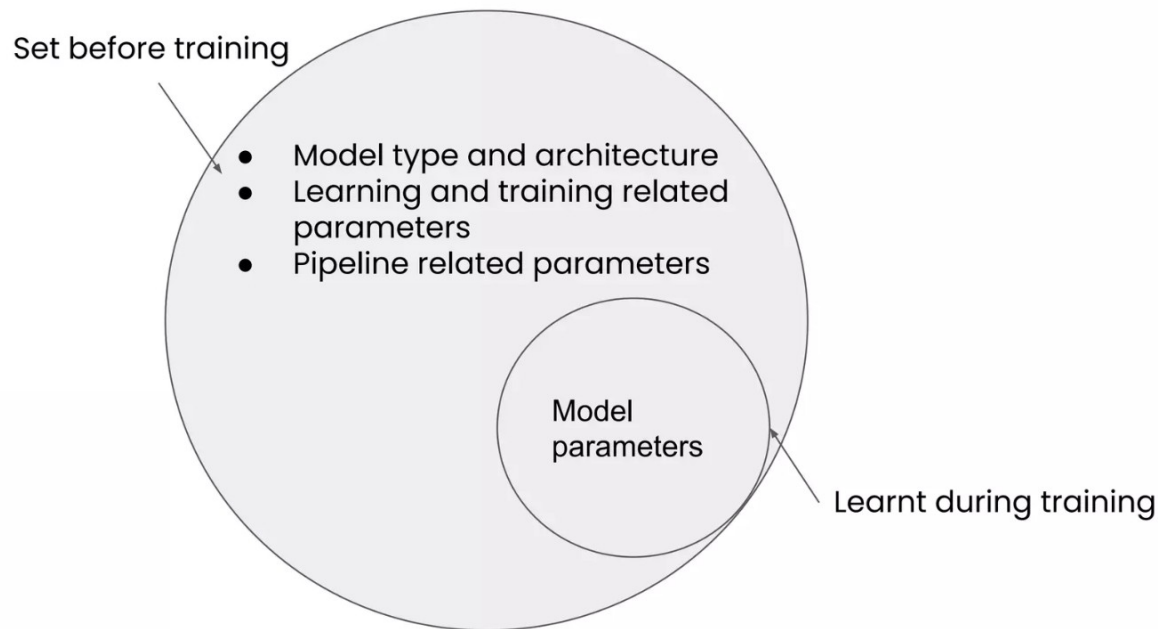 Set before training
● Model type and architecture
● Learning and training related
parameters
● Pipeline related parameters
Model
parameters
Learnt during training